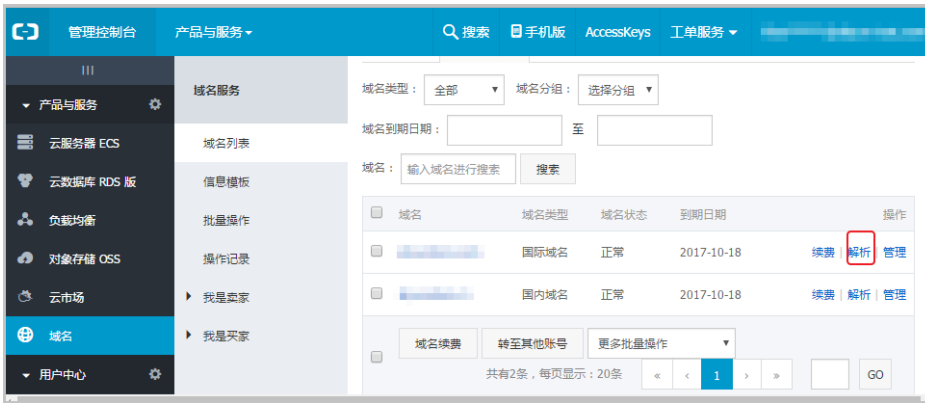 管理控制台 产品与服务 搜索 手机版 AccessKeys 工单服务
产品与服务
云服务器 ECS
云数据库 RDS 版
负载均衡
对象存储 OSS
云市场
域名
用户中心
域名服务
域名列表
信息模板
批量操作
操作记录
我是卖家
我是买家
域名类型： 全部 域名分组： 选择分组
域名到期日期： 至
域名： 输入域名进行搜索 搜索
域名 域名类型 域名状态 到期日期 操作
国际域名 正常 2017-10-18 续费 | 解析 | 管理
国内域名 正常 2017-10-18 续费 | 解析 | 管理
域名续费 转至其他账号 更多批量操作
共有2条，每页显示：20条 « ‹ 1 › » GO